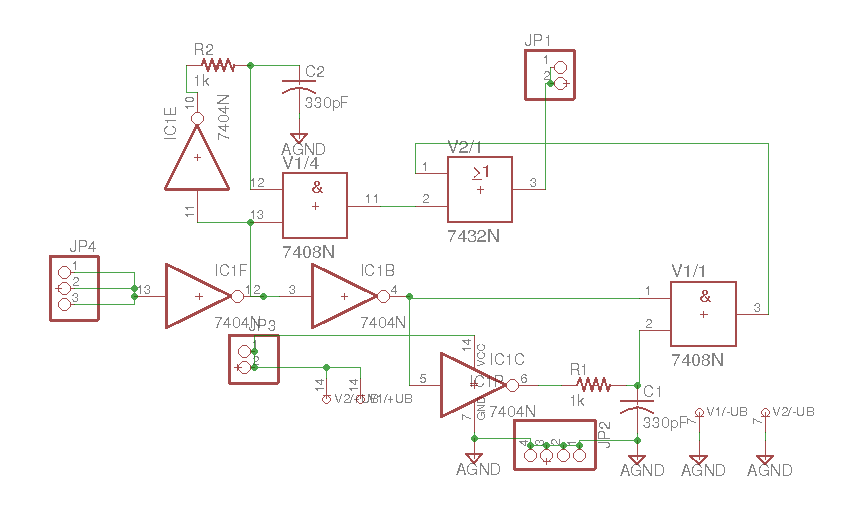 JP1
1
2
R2
1k
C2
330pF
AGND
10
IC1E
7404N
11
V1/4
12
&
13
11
7408N
V2/1
1
≥1
2
3
7432N
JP4
1
2
3
13
IC1F
12
7404N
3
IC1B
4
7404N
V1/1
1
&
2
3
7408N
JP3
1
2
14
14
V2/+UB
V1/+UB
14
VCC
IC1C
IC1P
5
6
7
GND
7404N
R1
1k
C1
330pF
JP2
4
3
2
1
AGND
AGND
V1/-UB
7
AGND
V2/-UB
7
AGND